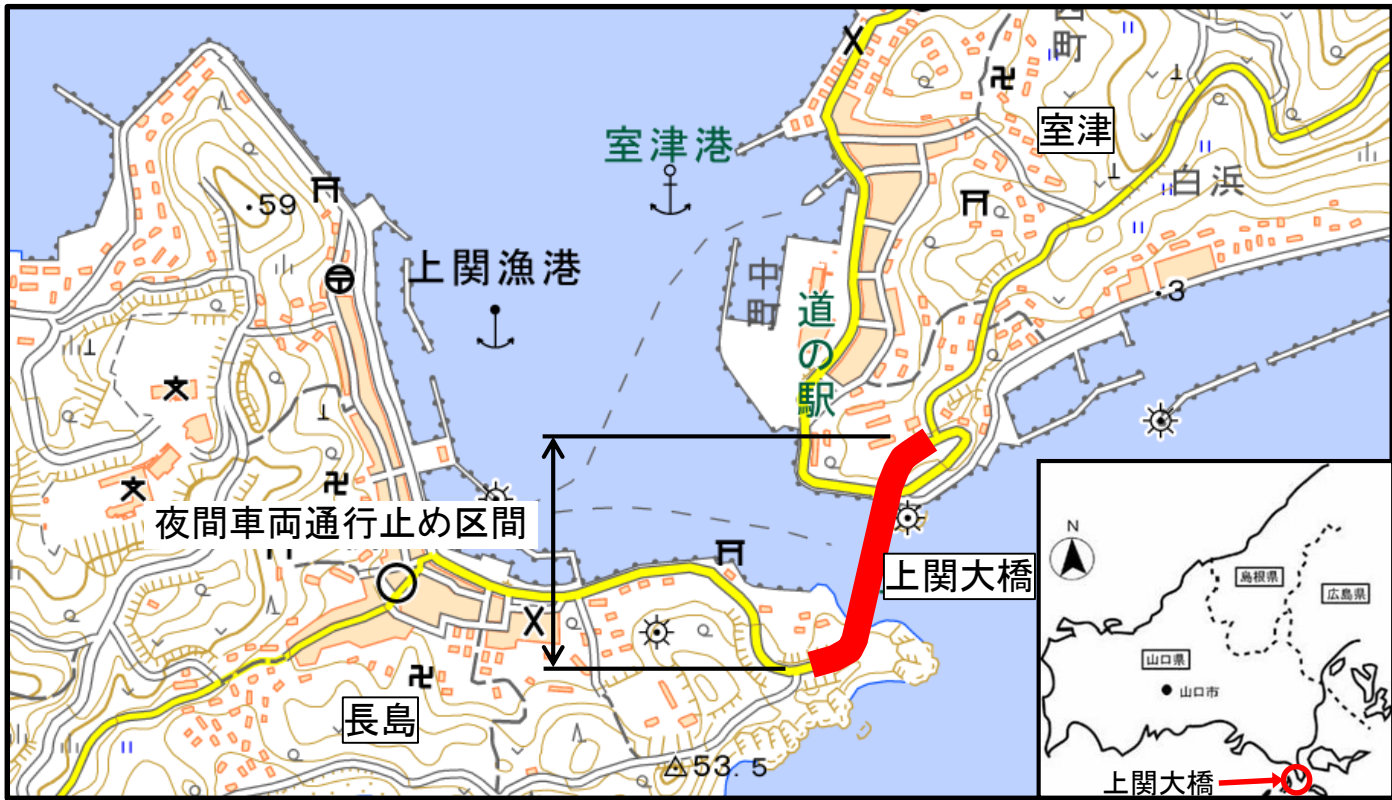 西町
室津港
室津
白浜
59
上関漁港
中町
道の駅
3
夜間車両通行止め区間
上関大橋
長島
53.5
N
島根県
広島県
山口県
山口市
上関大橋